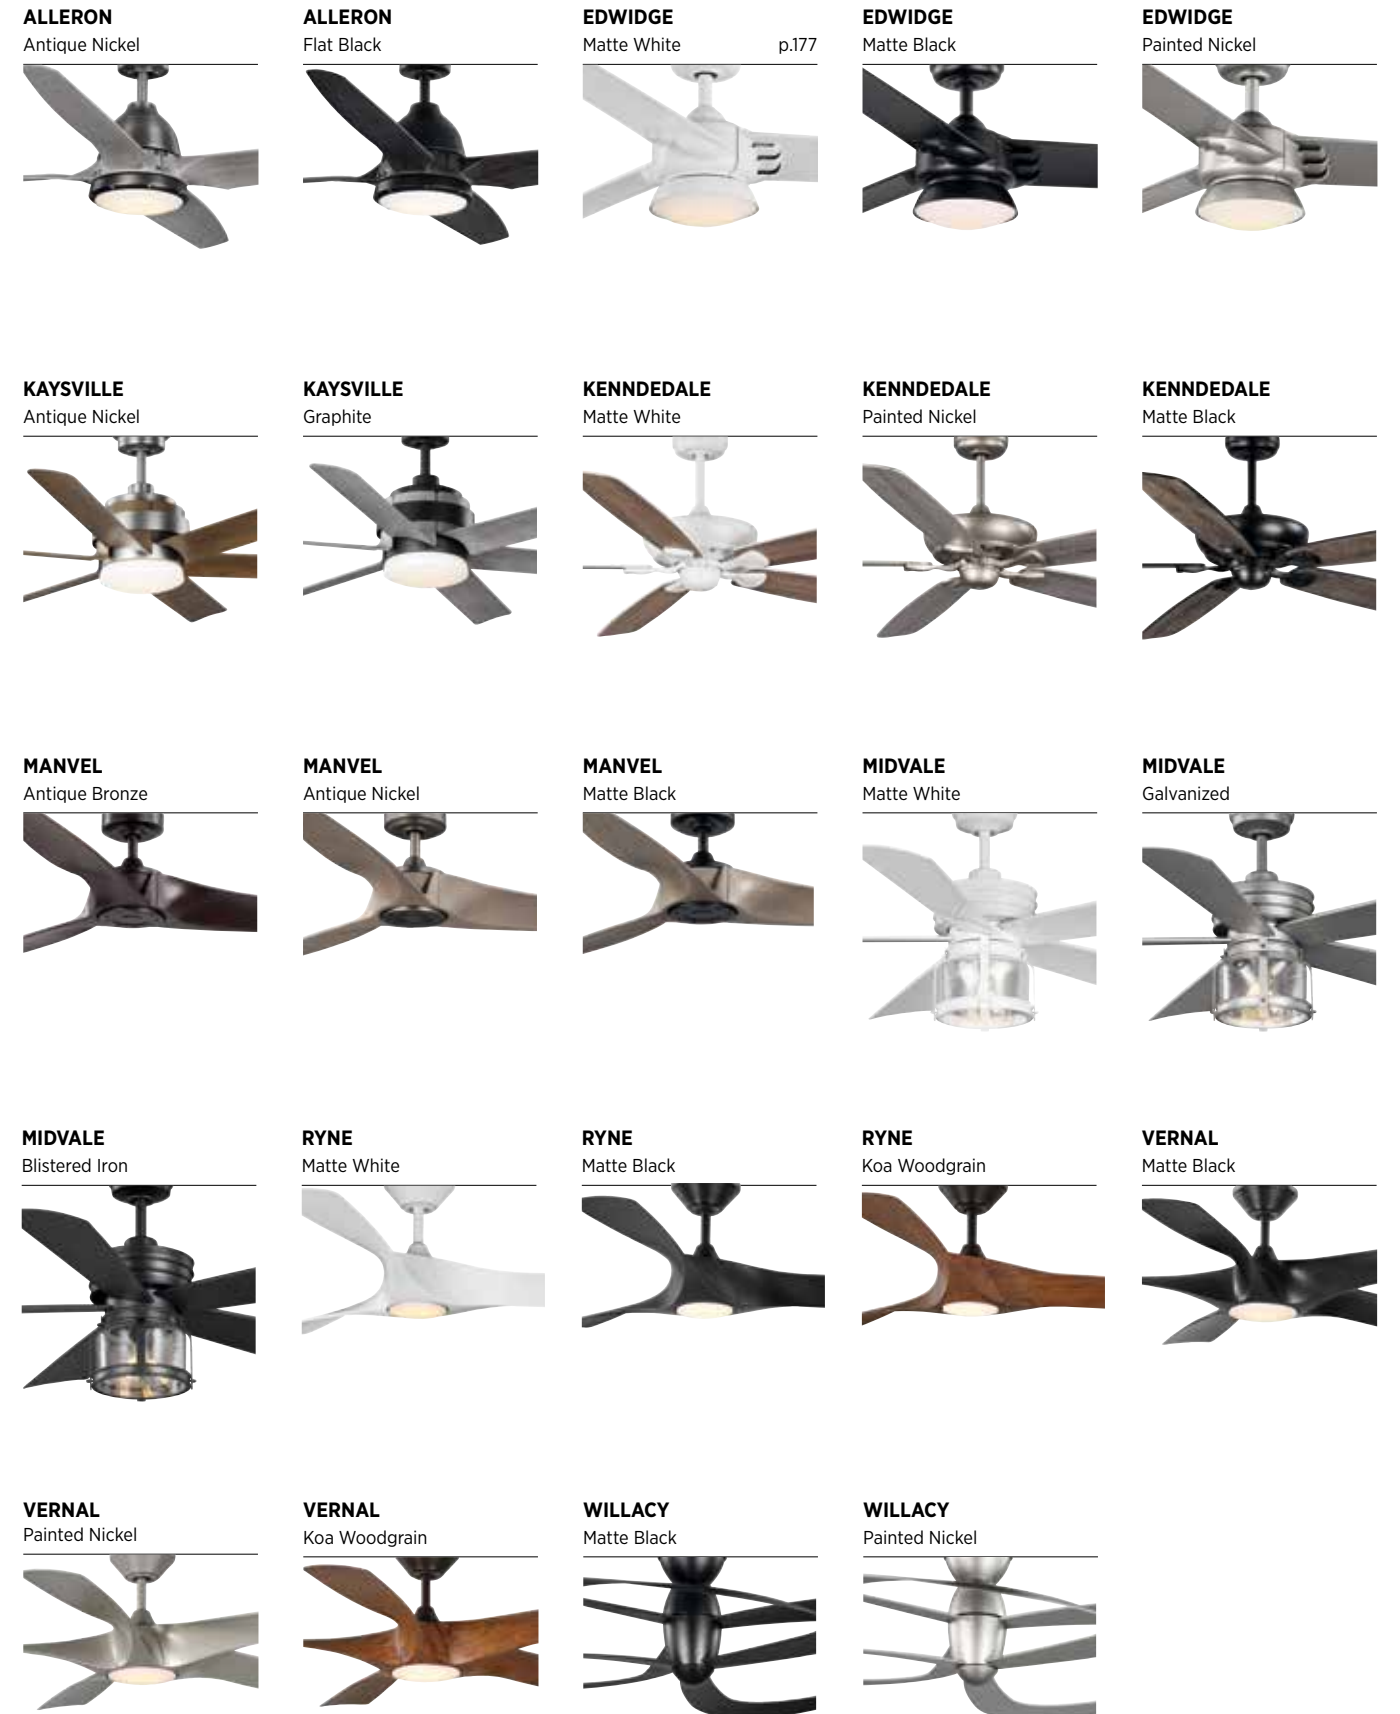 ALLERON
Antique Nickel
ALLERON
Flat Black
EDWIDGE
Matte White p.177
EDWIDGE
Matte Black
EDWIDGE
Painted Nickel
KAYSVILLE
Antique Nickel
KAYSVILLE
Graphite
KENNDEDALE
Matte White
KENNDEDALE
Painted Nickel
KENNDEDALE
Matte Black
MANVEL
Antique Bronze
MANVEL
Antique Nickel
MANVEL
Matte Black
MIDVALE
Matte White
MIDVALE
Galvanized
MIDVALE
Blistered Iron
RYNE
Matte White
RYNE
Matte Black
RYNE
Koa Woodgrain
VERNAL
Matte Black
VERNAL
Painted Nickel
VERNAL
Koa Woodgrain
WILLACY
Matte Black
WILLACY
Painted Nickel